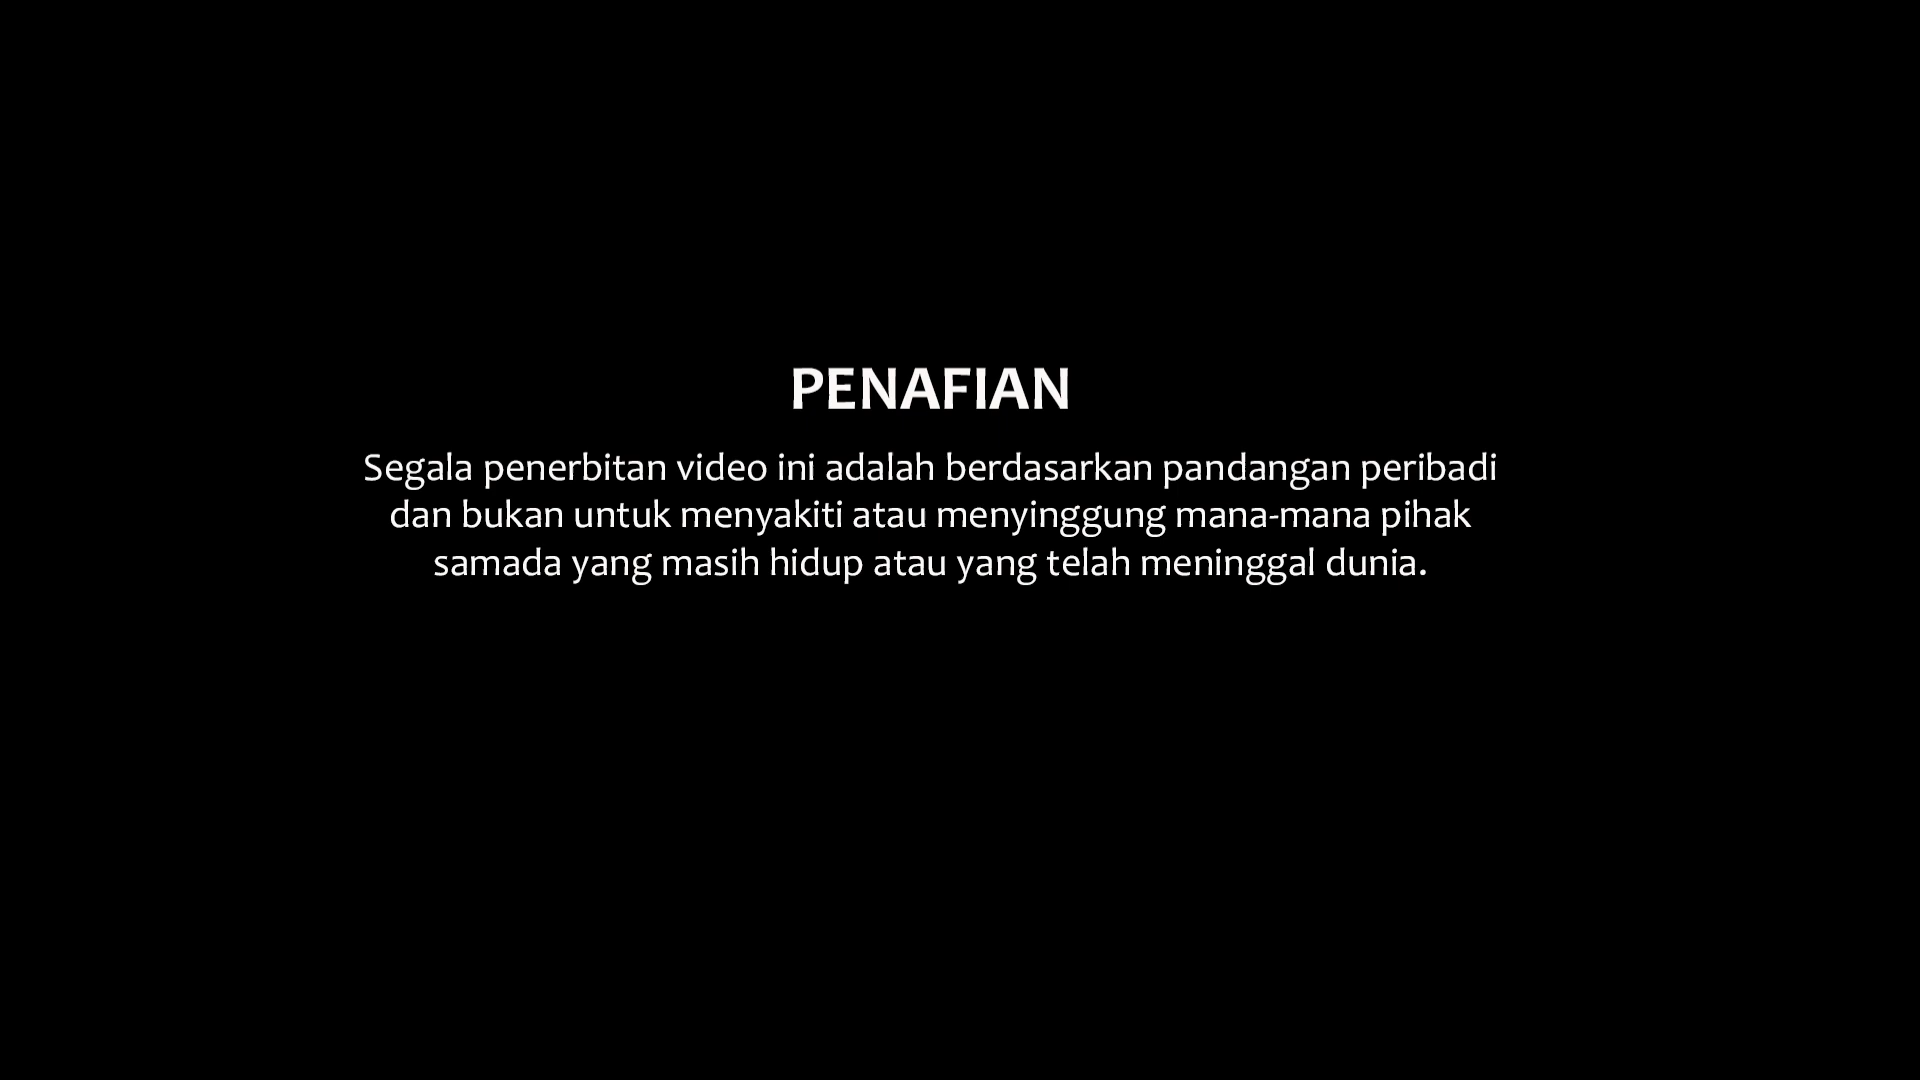 PENAFIAN
Segala penerbitan video ini adalah berdasarkan pandangan peribadi
dan bukan untuk menyakiti atau menyinggung mana-mana pihak
samada yang masih hidup atau yang telah meninggal dunia.